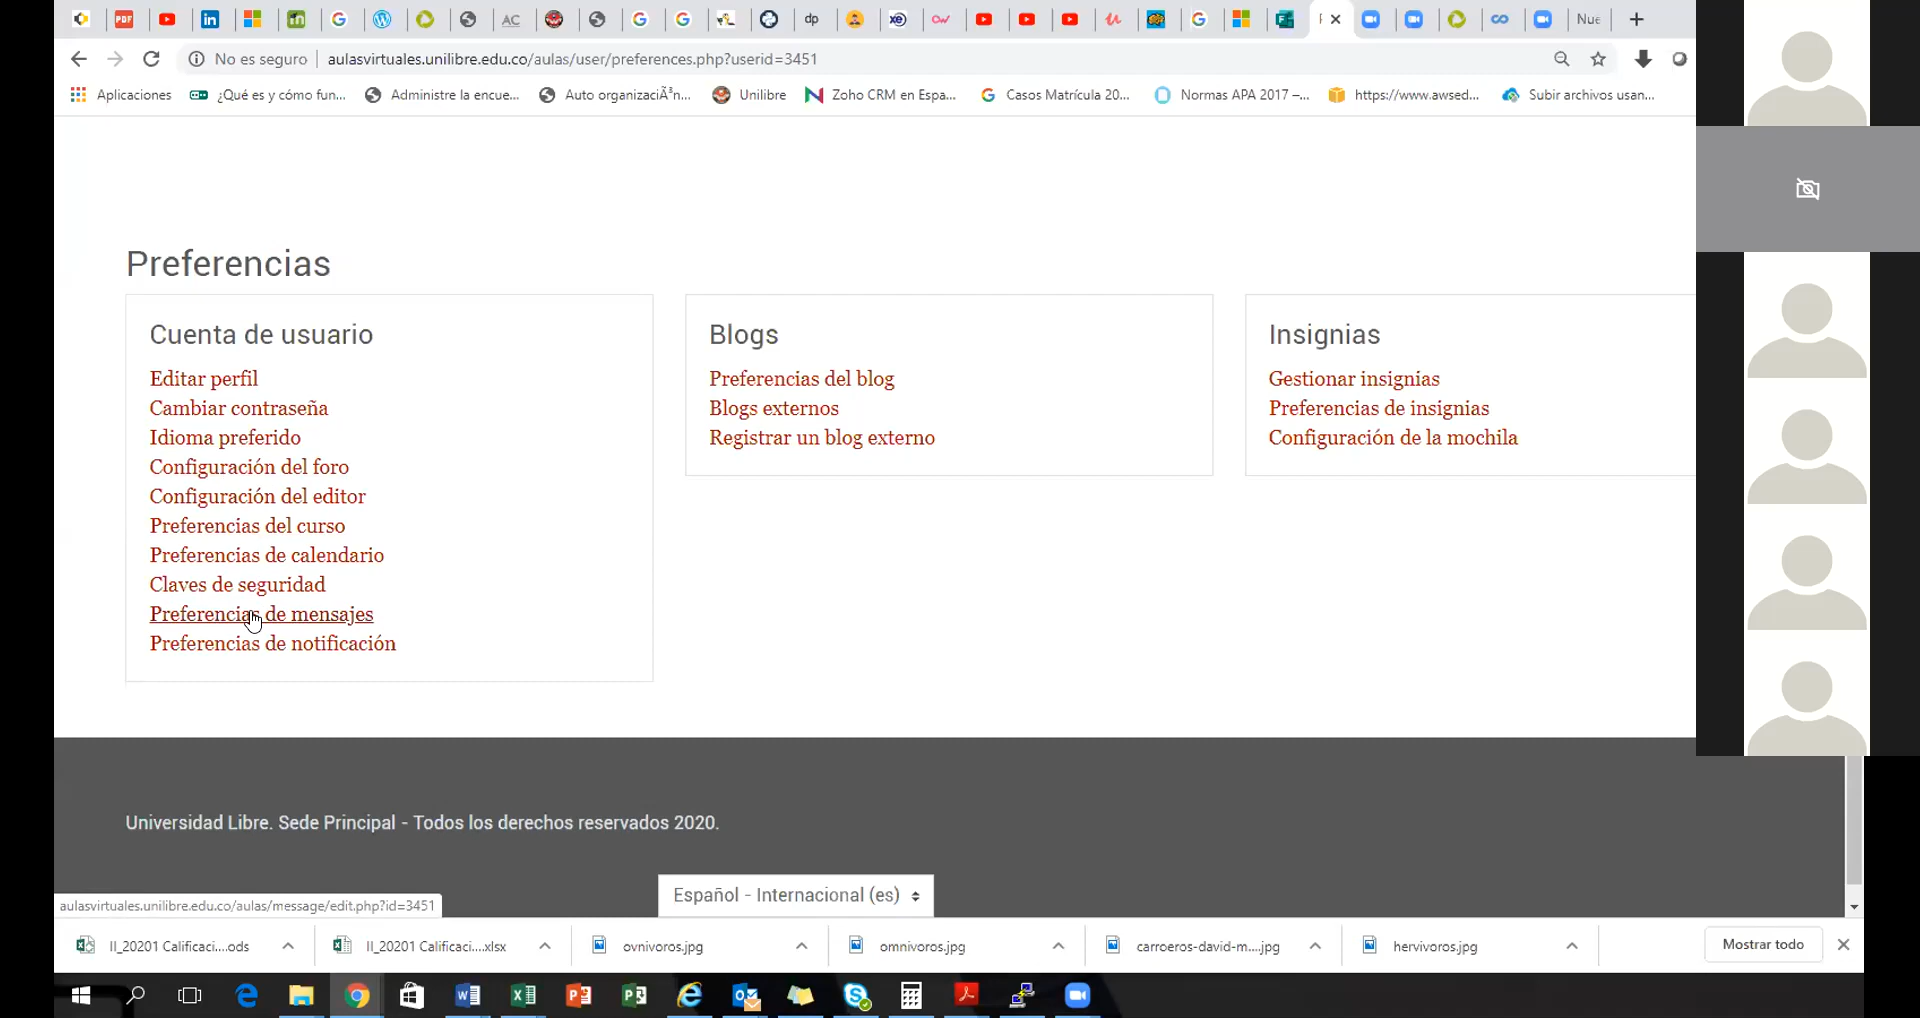 PDF
in
m
G
AC
G
G
dp
xe
G
Nue
No es seguro
aulasvirtuales.unilibre.edu.co/aulas/user/preferences.php?userid=3451
Aplicaciones
¿Qué es y cómo fun...
Administre la encue...
Auto organizaciÃ³n...
Unilibre
Zoho CRM en Espa...
Casos Matrícula 20...
Normas APA 2017 –...
https://www.awsed...
Subir archivos usan...
Preferencias
Cuenta de usuario
Editar perfil
Cambiar contraseña
Idioma preferido
Configuración del foro
Configuración del editor
Preferencias del curso
Preferencias de calendario
Claves de seguridad
Preferencias de mensajes
Preferencias de notificación
Blogs
Preferencias del blog
Blogs externos
Registrar un blog externo
Insignias
Gestionar insignias
Preferencias de insignias
Configuración de la mochila
Universidad Libre. Sede Principal - Todos los derechos reservados 2020.
Español - Internacional (es)
aulasvirtuales.unilibre.edu.co/aulas/message/edit.php?id=3451
II_20201 Calificaci....ods
II_20201 Calificaci....xlsx
ovnivoros.jpg
omnivoros.jpg
carroeros-david-m....jpg
hervivoros.jpg
Mostrar todo